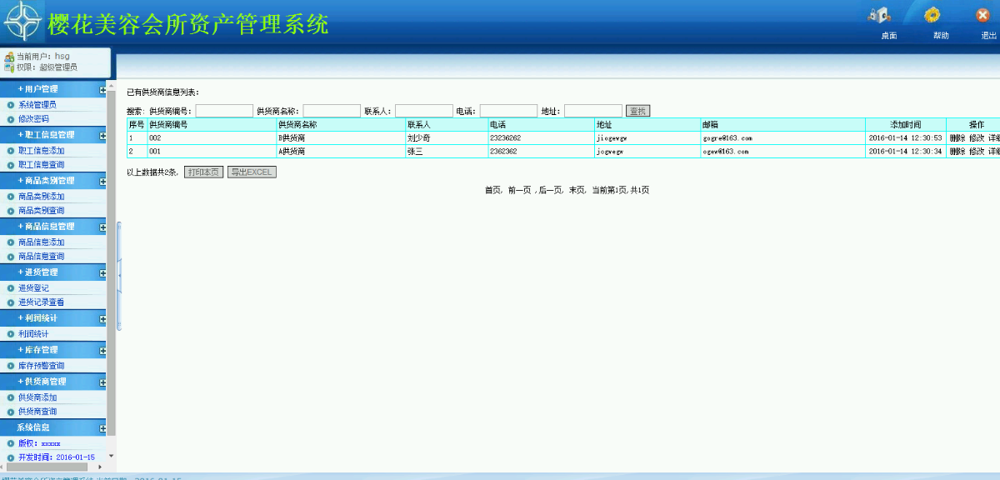 樱花美容会所资产管理系统
桌面 帮助 退出
当前用户: hsg
权限: 超级管理员
+用户管理
系统管理员
修改密码
+职工信息管理
职工信息添加
职工信息查询
+商品类别管理
商品类别添加
商品类别查询
+商品信息管理
商品信息添加
商品信息查询
+进货管理
进货登记
进货记录查看
+利润统计
利润统计
+库存管理
库存预警查询
+供货商管理
供货商添加
供货商查询
系统信息
版权: xxxxx
开发时间: 2016-01-15
已有供货商信息列表:
搜索: 供货商编号: 供货商名称: 联系人: 电话: 地址: 查找
序号 供货商编号 供货商名称 联系人 电话 地址 邮箱 添加时间 操作
1 002 B供货商 刘少奇 23236262 jiogevgw gogre@163.com 2016-01-14 12:30:53 删除 修改 详细
2 001 A供货商 张三 2362362 jogwegw ogew@163.com 2016-01-14 12:30:34 删除 修改 详细
以上数据共2条, 打印本页 导出EXCEL
首页, 前一页 ,后一页, 末页, 当前第1页,共1页